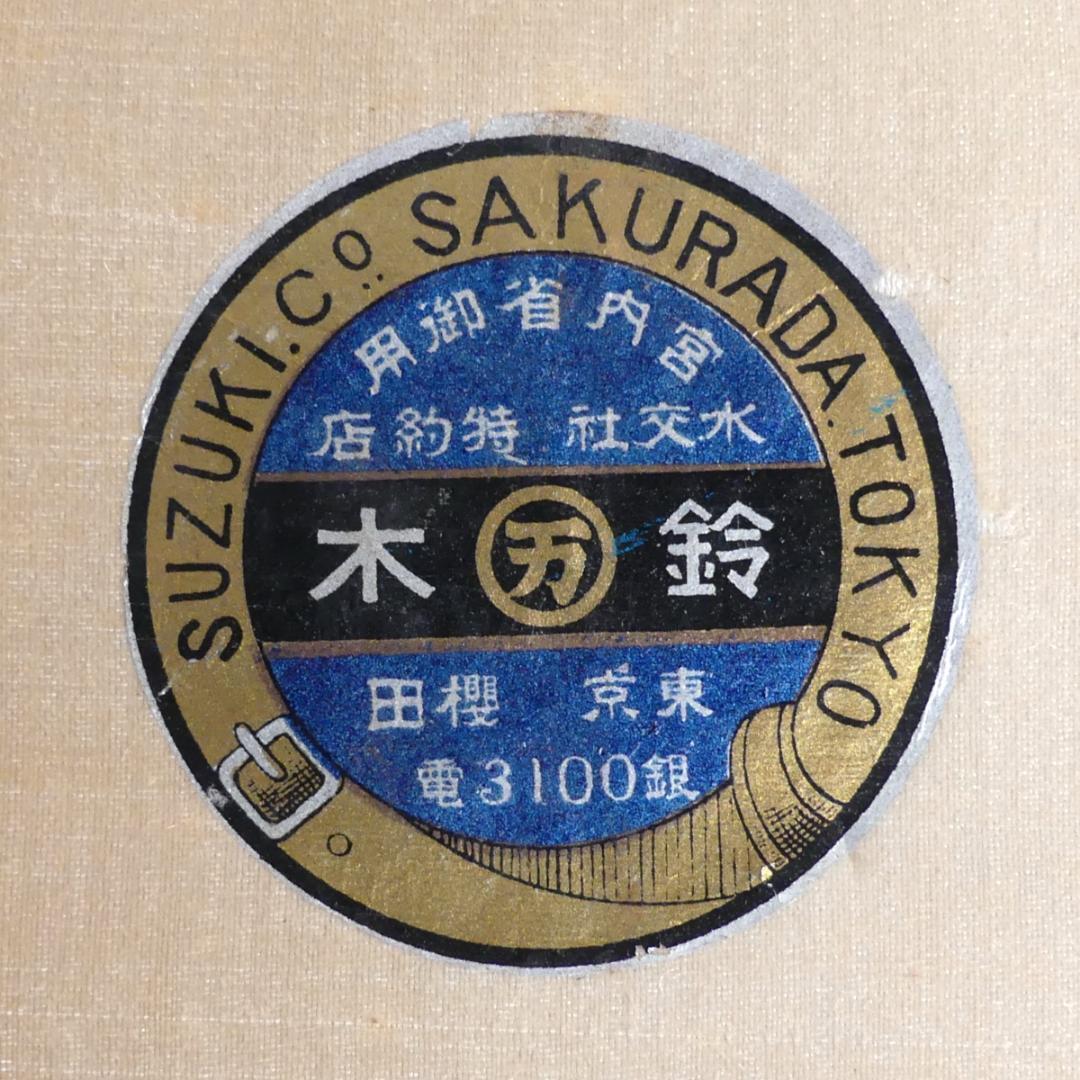 SUZUKI.Cº. SAKURADA.TOKYO
宮内省御用
水交社 特約店
鈴 万 木
東京 櫻田
電3100銀